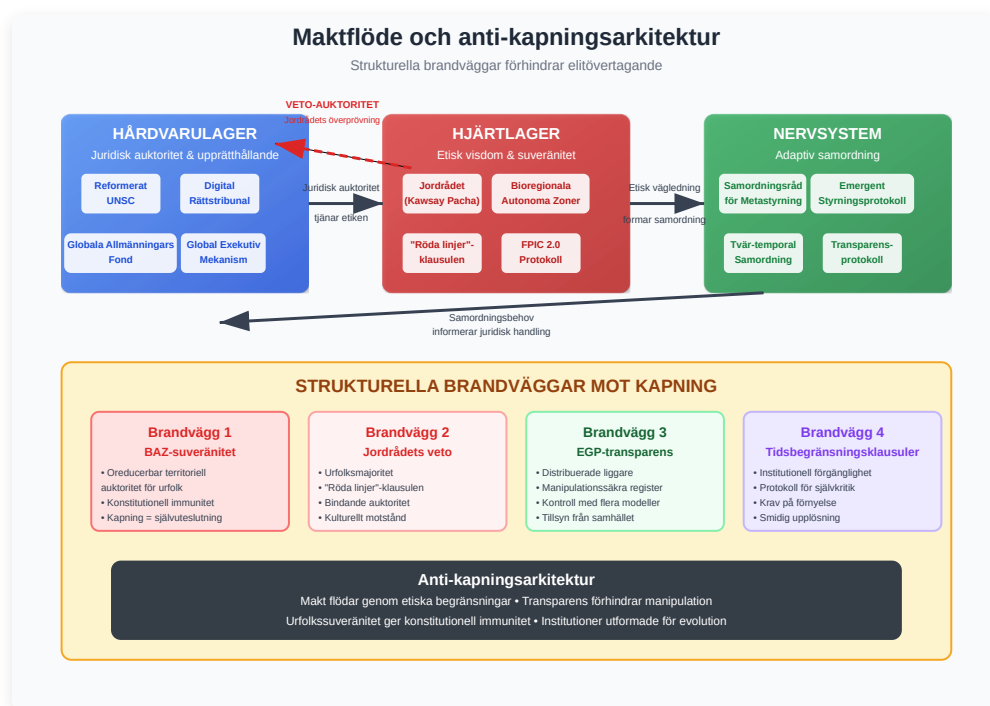 Maktflöde och anti-kapningsarkitektur
Strukturella brandväggar förhindrar elitövertagande
VETO-AUKTORITET
Jordrådets överprövning
HÅRDVARULAGER
Juridisk auktoritet & upprätthållande
Reformerat
UNSC
Digital
Rättstribunal
Globala Allmänningars
Fond
Global Exekutiv
Mekanism
Juridisk auktoritet
tjänar etiken
HJÄRTLAGER
Etisk visdom & suveränitet
Jordrådet
(Kawsay Pacha)
Bioregionala
Autonoma Zoner
"Röda linjer"-
klausulen
FPIC 2.0
Protokoll
Etisk vägledning
formar samordning
NERVSYSTEM
Adaptiv samordning
Samordningsråd
för Metastyrning
Emergent
Styrningsprotokoll
Tvär-temporal
Samordning
Transparens-
protokoll
Samordningsbehov
informerar juridisk handling
STRUKTURELLA BRANDVÄGGAR MOT KAPNING
Brandvägg 1
BAZ-suveränitet
• Oreducerbar territoriell
auktoritet för urfolk
• Konstitutionell immunitet
• Kapning = självuteslutning
Brandvägg 2
Jordrådets veto
• Urfolksmajoritet
• "Röda linjer"-klausulen
• Bindande auktoritet
• Kulturellt motstånd
Brandvägg 3
EGP-transparens
• Distribuerade liggare
• Manipulationssäkra register
• Kontroll med flera modeller
• Tillsyn från samhället
Brandvägg 4
Tidsbegränsningsklausuler
• Institutionell förgänglighet
• Protokoll för självkritik
• Krav på förnyelse
• Smidig upplösning
Anti-kapningsarkitektur
Makt flödar genom etiska begränsningar • Transparens förhindrar manipulation
Urfolkssuveränitet ger konstitutionell immunitet • Institutioner utformade för evolution